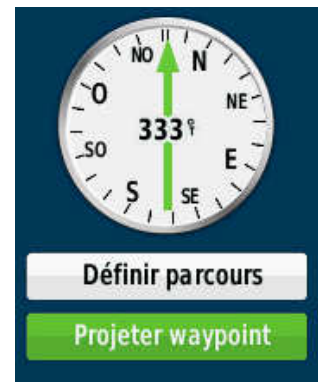 NO
N
O
NE
333°
SO
E
S
SE
Définir parcours
Projeter waypoint